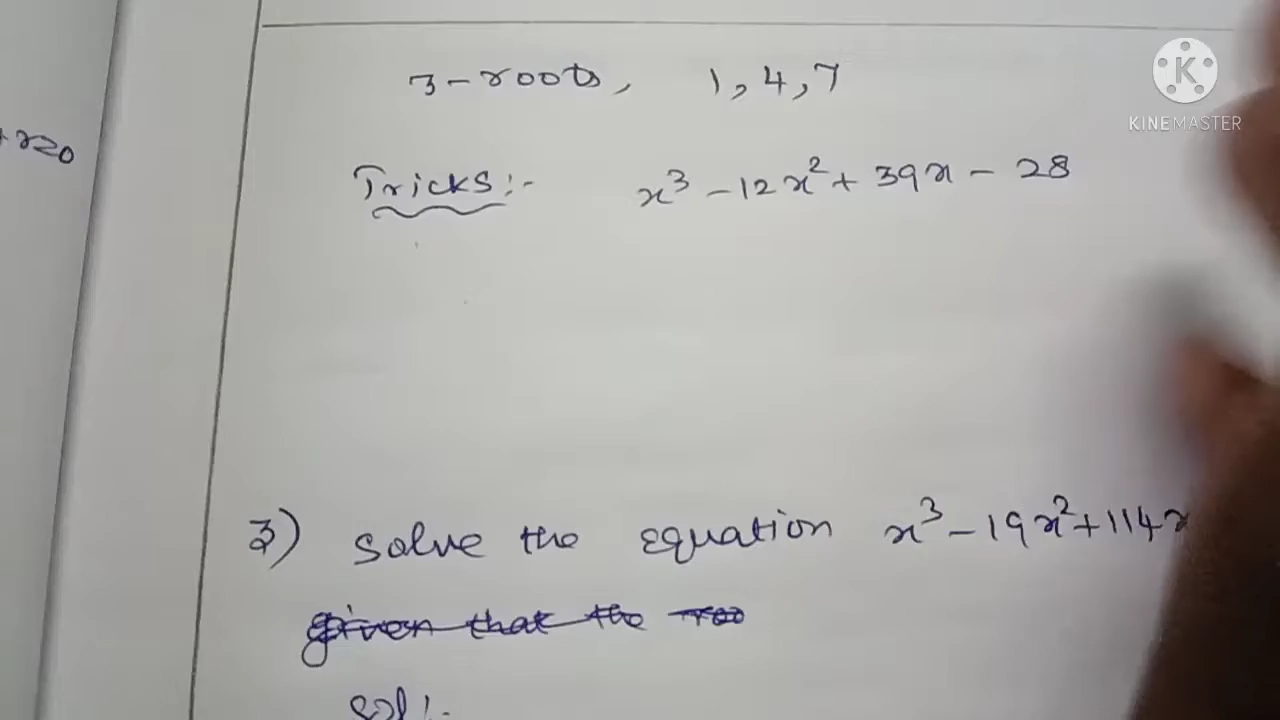 3-roots, 1, 4, 7
K
KINEMASTER
Tricks:- x³ - 12x² + 39x - 28
3) solve the equation x³ - 19x² + 114x
given that the roo
sol:-